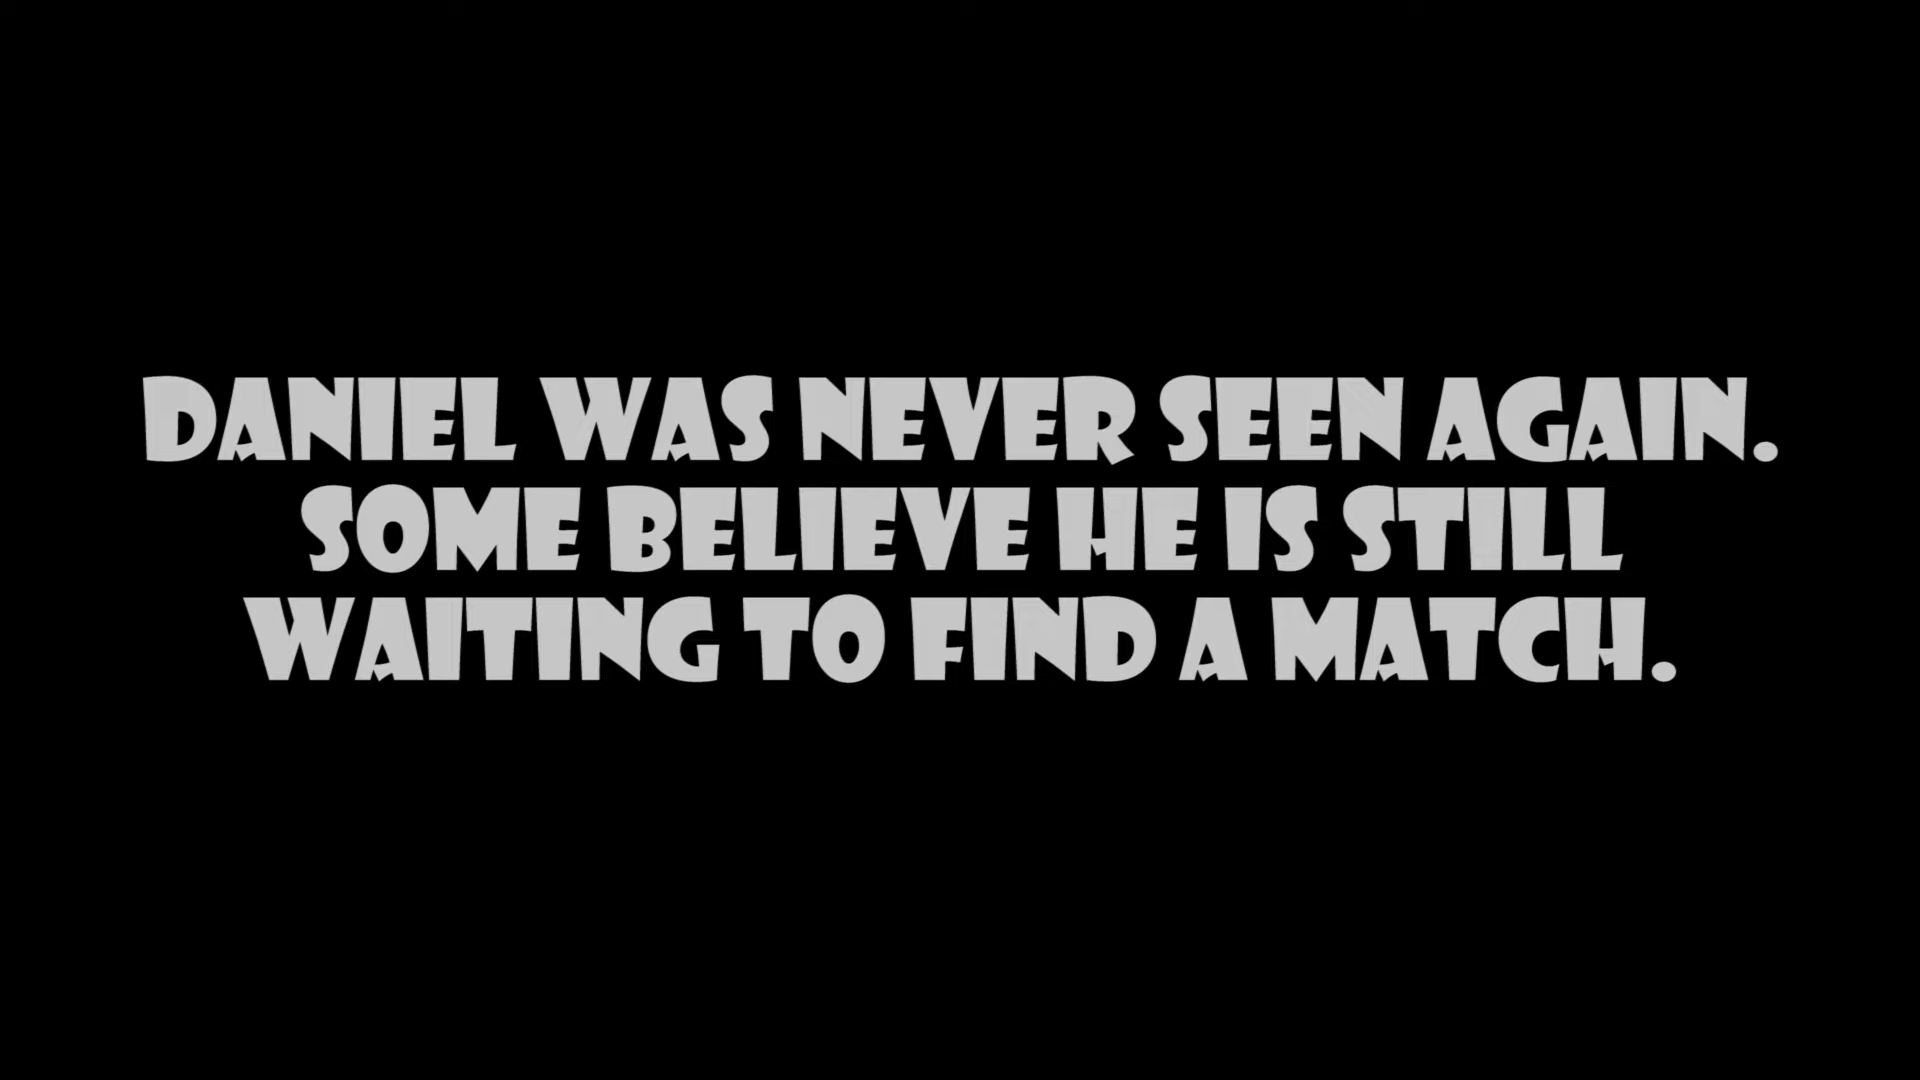 DANIEL WAS NEVER SEEN AGAIN.
SOME BELIEVE HE IS STILL
WAITING TO FIND A MATCH.